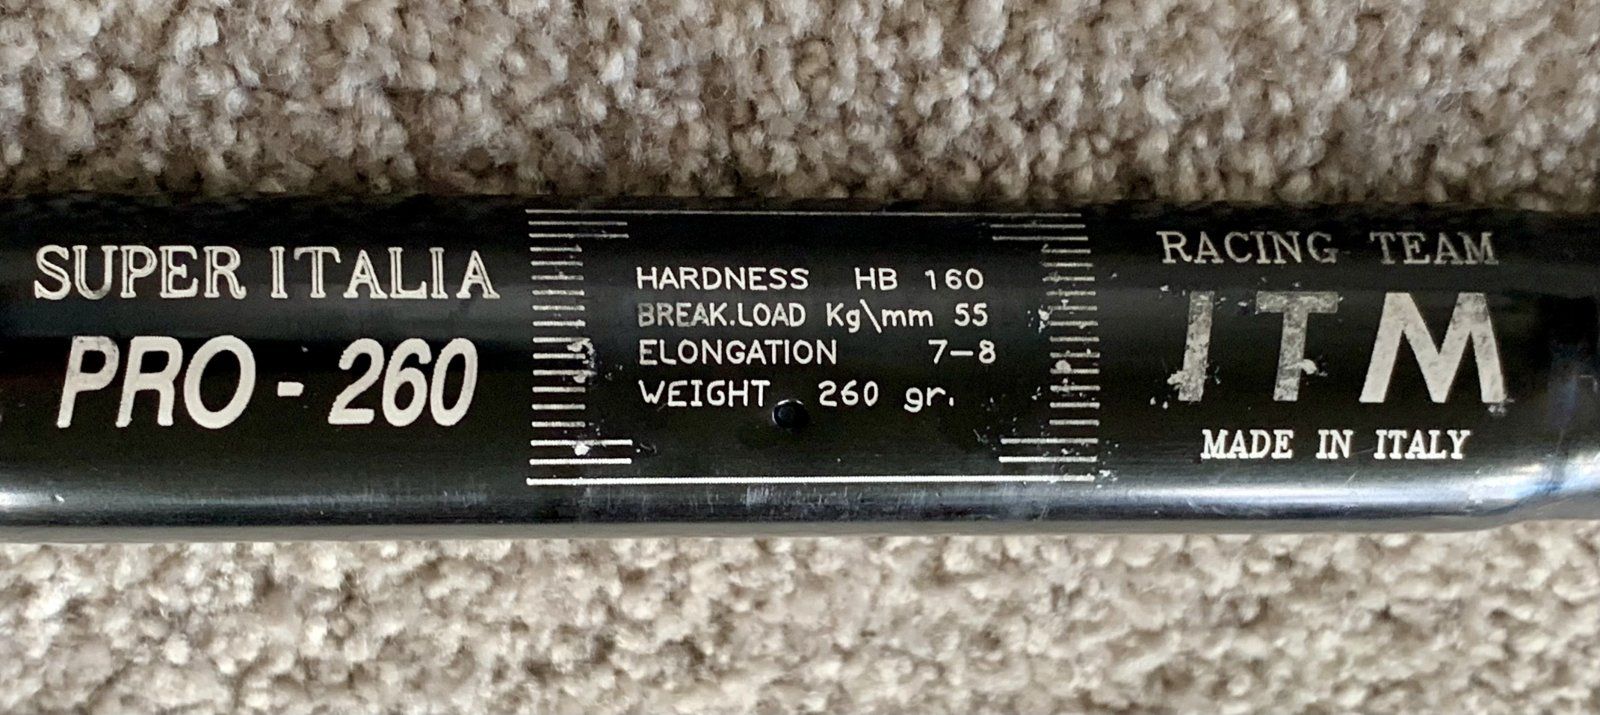 SUPER ITALIA
PRO - 260
HARDNESS HB 160
BREAK.LOAD Kg\mm 55
ELONGATION 7-8
WEIGHT 260 gr.
RACING TEAM
ITM
MADE IN ITALY